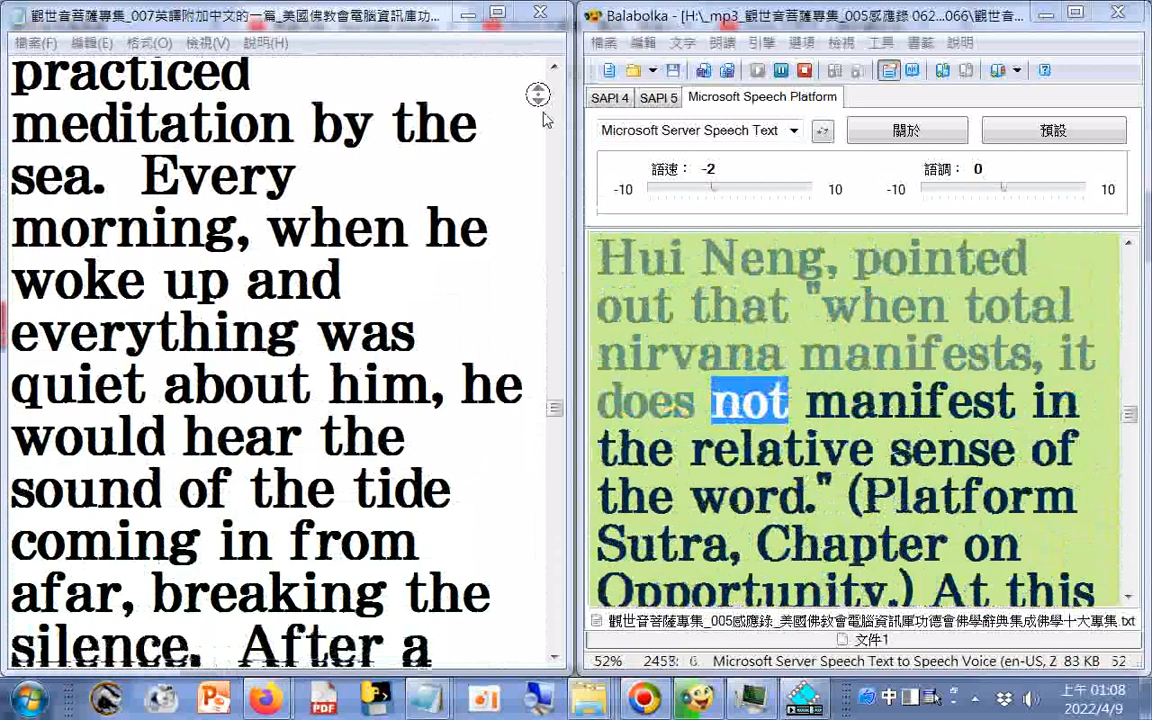 觀世音菩薩專集_007英譯附加中文的一篇_美國佛教會電腦資訊庫功...
檔案(F) 編輯(E) 格式(O) 檢視(V) 說明(H)
practiced
meditation by the
sea. Every
morning, when he
woke up and
everything was
quiet about him, he
would hear the
sound of the tide
coming in from
afar, breaking the
silence. After a
Balabolka - [H:\_mp3_觀世音菩薩專集_005感應錄 062...066\觀世音...
檔案 編輯 文字 朗讀 引擎 選項 檢視 工具 書籤 說明
SAPI 4 SAPI 5 Microsoft Speech Platform
Microsoft Server Speech Text 關於 預設
語速： -2 語調： 0
-10 10 -10 10
Hui Neng, pointed
out that "when total
nirvana manifests, it
does not manifest in
the relative sense of
the word." (Platform
Sutra, Chapter on
Opportunity.) At this
觀世音菩薩專集_005感應錄_美國佛教會電腦資訊庫功德會佛學辭典集成佛學十大專集 txt
文件1
52% 2453: 6. Microsoft Server Speech Text to Speech Voice (en-US, Z 83 KB 52
中 上午 01:08
2022/4/9